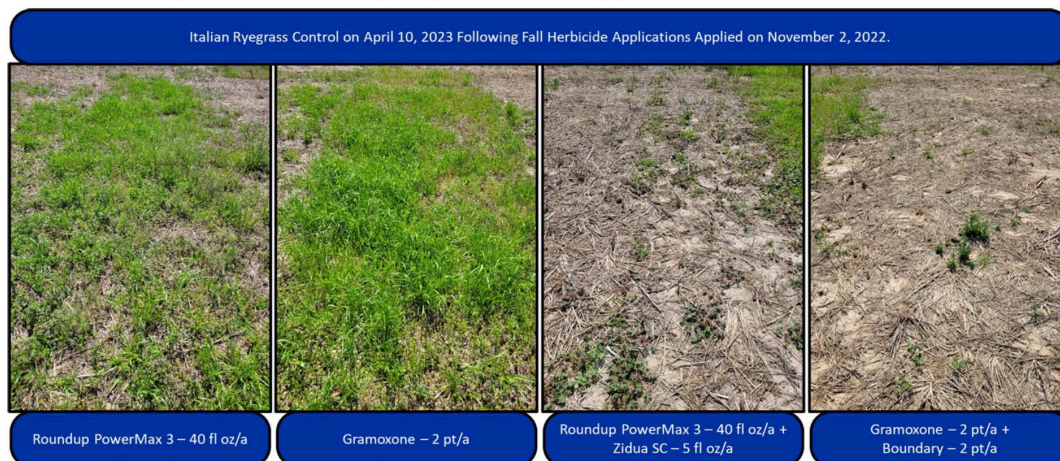 Italian Ryegrass Control on April 10, 2023 Following Fall Herbicide Applications Applied on November 2, 2022.
Roundup PowerMax 3 – 40 fl oz/a
Gramoxone – 2 pt/a
Roundup PowerMax 3 – 40 fl oz/a +
Zidua SC – 5 fl oz/a
Gramoxone – 2 pt/a +
Boundary – 2 pt/a